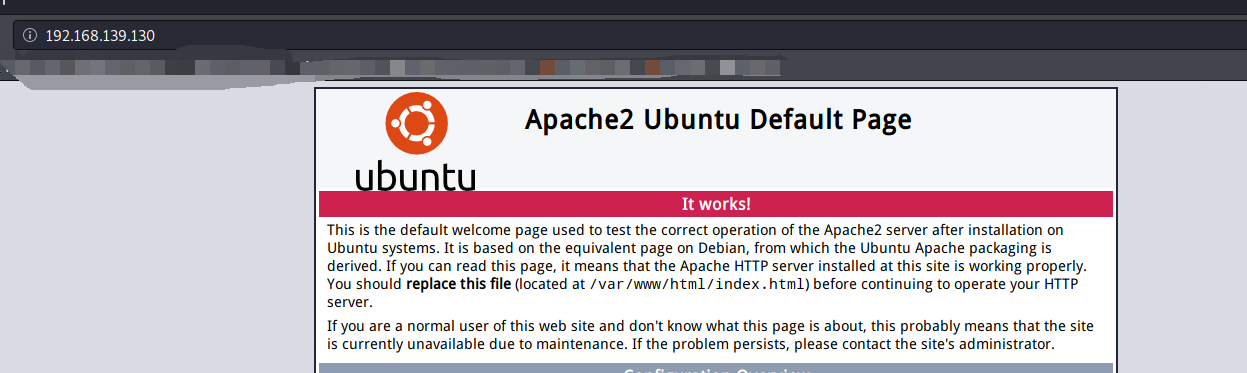 192.168.139.130
Apache2 Ubuntu Default Page
ubuntu
It works!
This is the default welcome page used to test the correct operation of the Apache2 server after installation on
Ubuntu systems. It is based on the equivalent page on Debian, from which the Ubuntu Apache packaging is
derived. If you can read this page, it means that the Apache HTTP server installed at this site is working properly.
You should replace this file (located at /var/www/html/index.html) before continuing to operate your HTTP
server.
If you are a normal user of this web site and don't know what this page is about, this probably means that the site
is currently unavailable due to maintenance. If the problem persists, please contact the site's administrator.
Configuration Overview